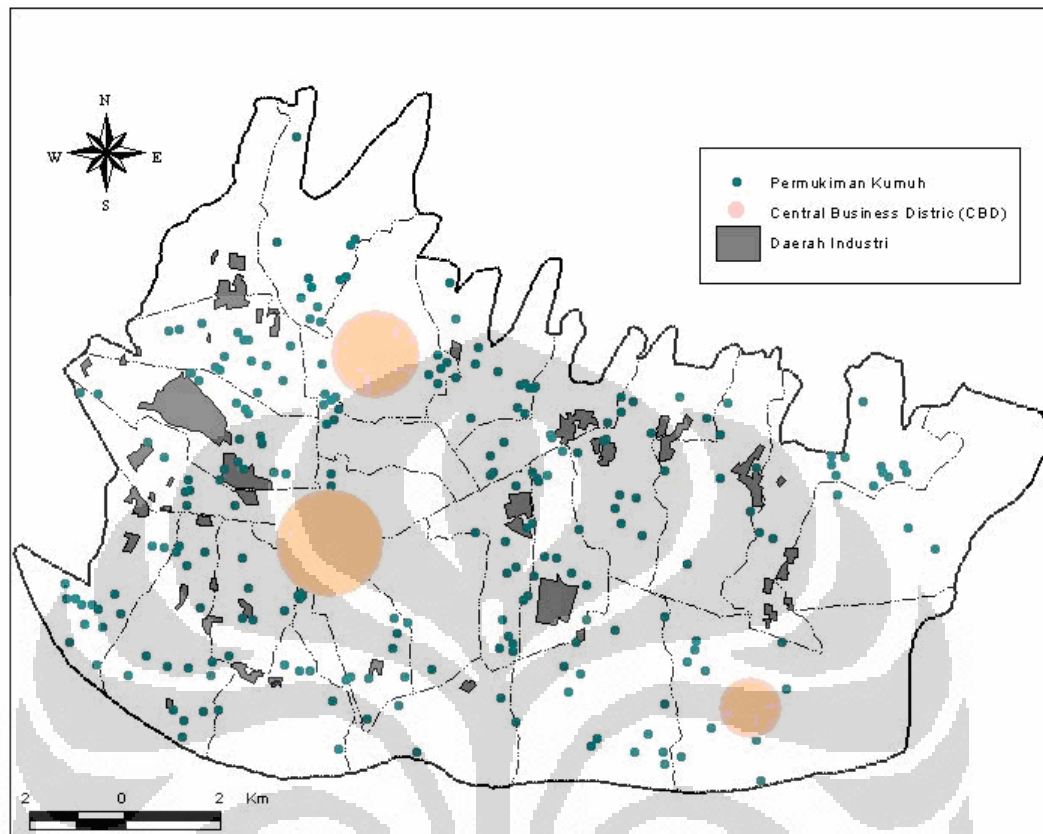 N
W E
S
Permukiman Kumuh
Central Business Distric (CBD)
Daerah Industri
2 0 2 Km